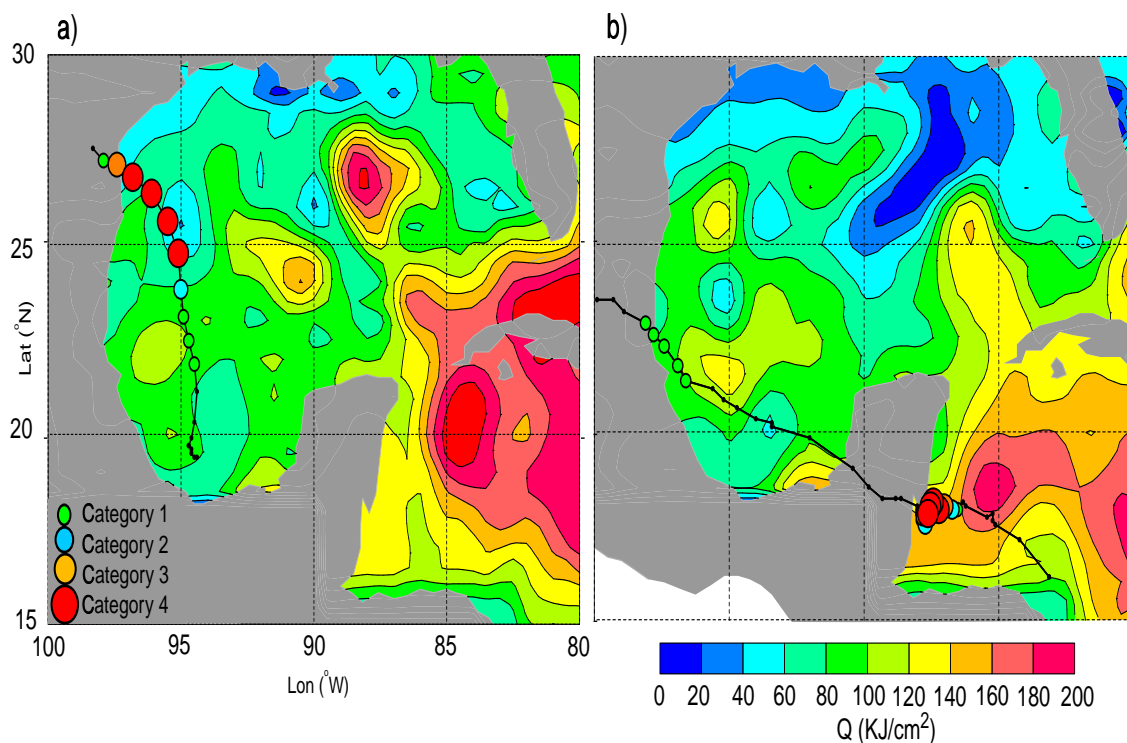 a)
b)
30
25
20
15
Lat (°N)
Category 1
Category 2
Category 3
Category 4
100 95 90 85 80
Lon (°W)
0 20 40 60 80 100 120 140 160 180 200
Q (KJ/cm²)